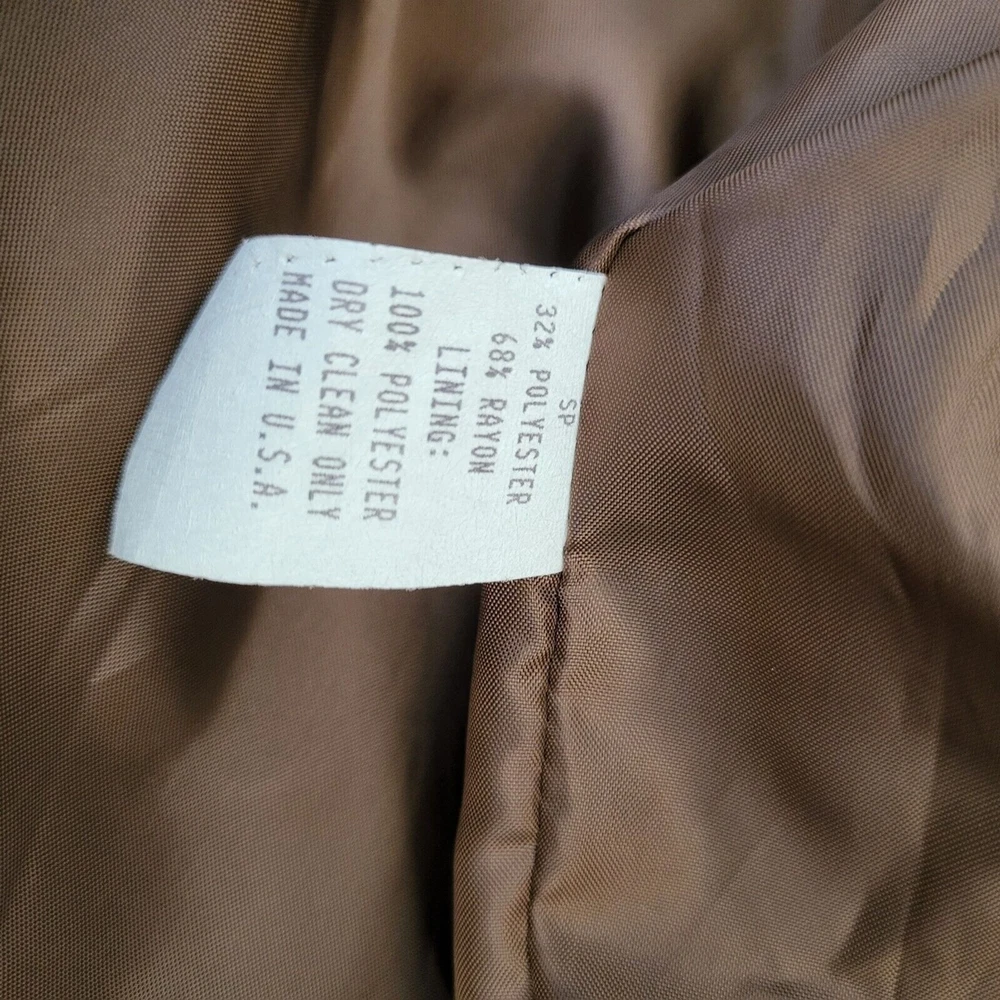 SP
32% POLYESTER
68% RAYON
LINING:
100% POLYESTER
DRY CLEAN ONLY
MADE IN U.S.A.